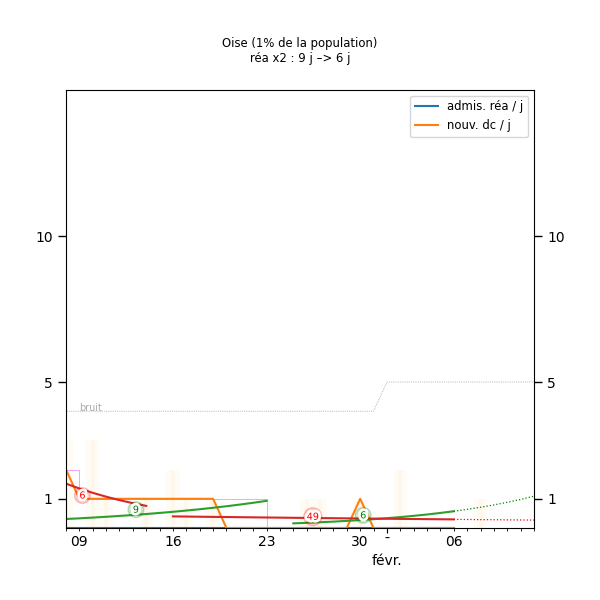 Oise (1% de la population)
réa x2 : 9 j –> 6 j
admis. réa / j
nouv. dc / j
10
10
5
5
bruit
1
1
6
9
49
6
09
16
23
30
-
06
févr.